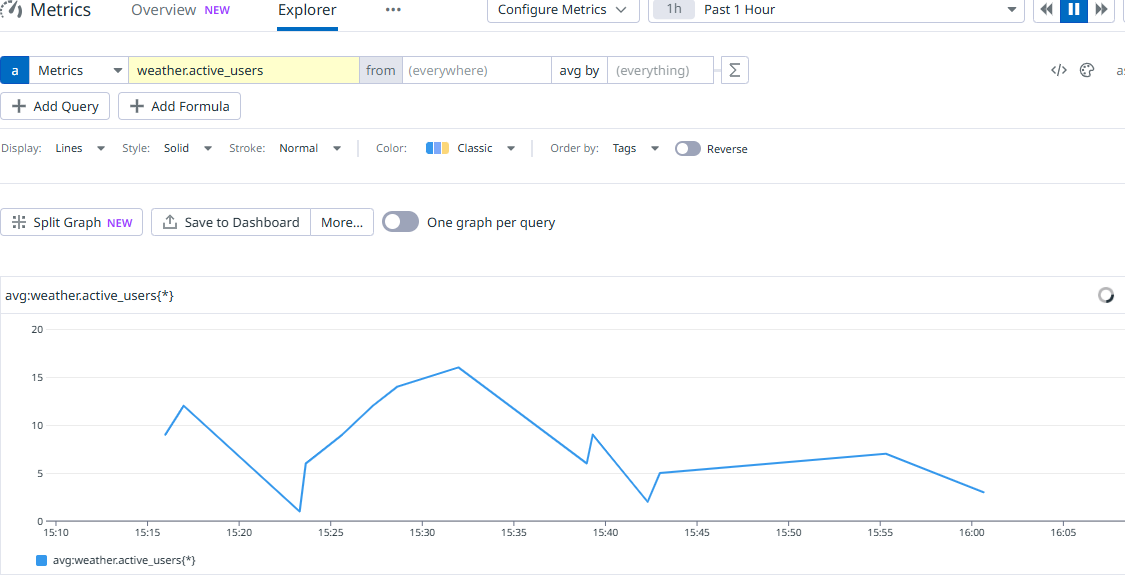 Metrics Overview NEW Explorer ••• Configure Metrics 1h Past 1 Hour
a Metrics weather.active_users from (everywhere) avg by (everything) Σ </>
Add Query Add Formula
Display: Lines Style: Solid Stroke: Normal Color: Classic Order by: Tags Reverse
Split Graph NEW Save to Dashboard More... One graph per query
avg:weather.active_users{*}
20
15
10
5
0
15:10 15:15 15:20 15:25 15:30 15:35 15:40 15:45 15:50 15:55 16:00 16:05
avg:weather.active_users{*}